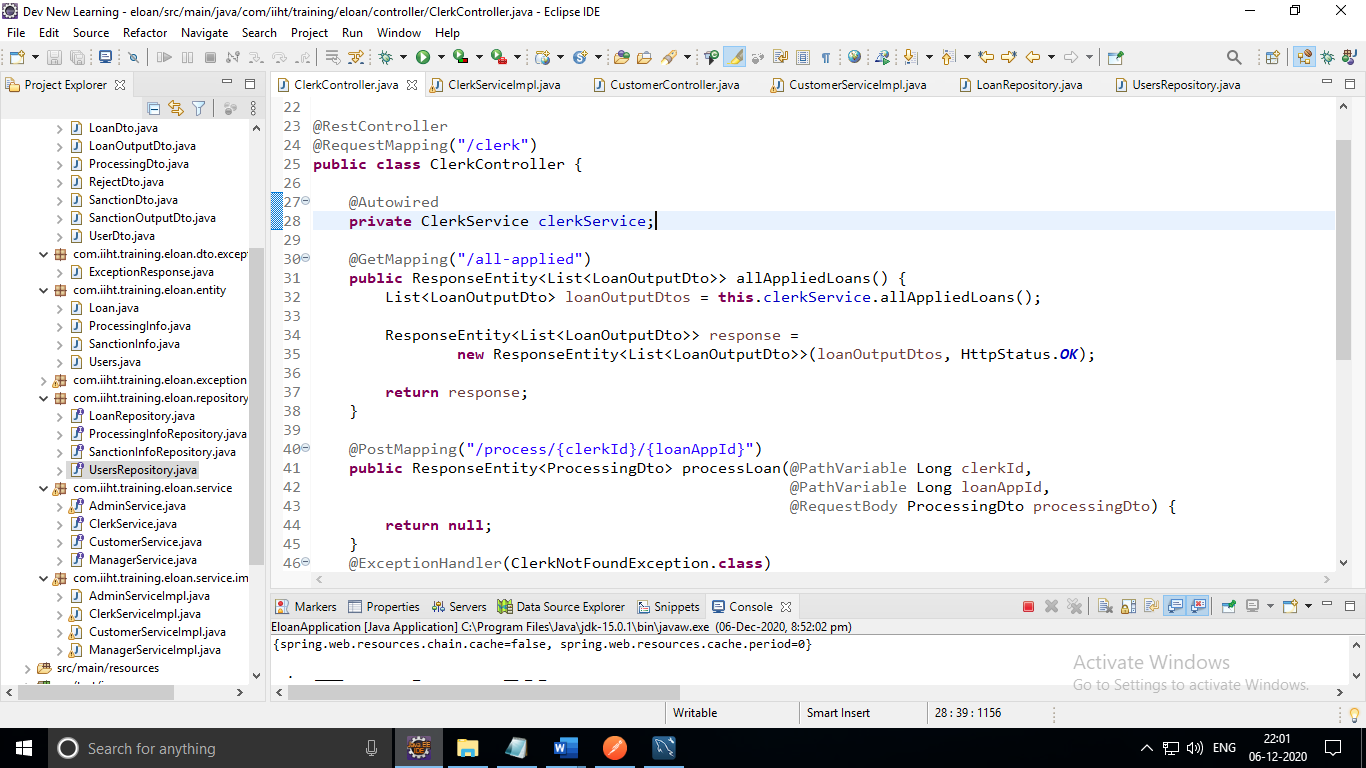 Dev New Learning - eloan/src/main/java/com/iiht/training/eloan/controller/ClerkController.java - Eclipse IDE
File Edit Source Refactor Navigate Search Project Run Window Help
Project Explorer
LoanDto.java
LoanOutputDto.java
ProcessingDto.java
RejectDto.java
SanctionDto.java
SanctionOutputDto.java
UserDto.java
com.iiht.training.eloan.dto.excep
ExceptionResponse.java
com.iiht.training.eloan.entity
Loan.java
ProcessingInfo.java
SanctionInfo.java
Users.java
com.iiht.training.eloan.exception
com.iiht.training.eloan.repository
LoanRepository.java
ProcessingInfoRepository.java
SanctionInfoRepository.java
UsersRepository.java
com.iiht.training.eloan.service
AdminService.java
ClerkService.java
CustomerService.java
ManagerService.java
com.iiht.training.eloan.service.im
AdminServiceImpl.java
ClerkServiceImpl.java
CustomerServiceImpl.java
ManagerServiceImpl.java
src/main/resources
ClerkController.java ClerkServiceImpl.java CustomerController.java CustomerServiceImpl.java LoanRepository.java UsersRepository.java
22
23 @RestController
24 @RequestMapping("/clerk")
25 public class ClerkController {
26
27 @Autowired
28 private ClerkService clerkService;
29
30 @GetMapping("/all-applied")
31 public ResponseEntity<List<LoanOutputDto>> allAppliedLoans() {
32 List<LoanOutputDto> loanOutputDtos = this.clerkService.allAppliedLoans();
33
34 ResponseEntity<List<LoanOutputDto>> response =
35 new ResponseEntity<List<LoanOutputDto>>(loanOutputDtos, HttpStatus.OK);
36
37 return response;
38 }
39
40 @PostMapping("/process/{clerkId}/{loanAppId}")
41 public ResponseEntity<ProcessingDto> processLoan(@PathVariable Long clerkId,
42 @PathVariable Long loanAppId,
43 @RequestBody ProcessingDto processingDto) {
44 return null;
45 }
46 @ExceptionHandler(ClerkNotFoundException.class)
Markers Properties Servers Data Source Explorer Snippets Console
EloanApplication [Java Application] C:\Program Files\Java\jdk-15.0.1\bin\javaw.exe (06-Dec-2020, 8:52:02 pm)
{spring.web.resources.chain.cache=false, spring.web.resources.cache.period=0}
Activate Windows
Go to Settings to activate Windows.
Writable Smart Insert 28 : 39 : 1156
Search for anything
ENG
22:01
06-12-2020